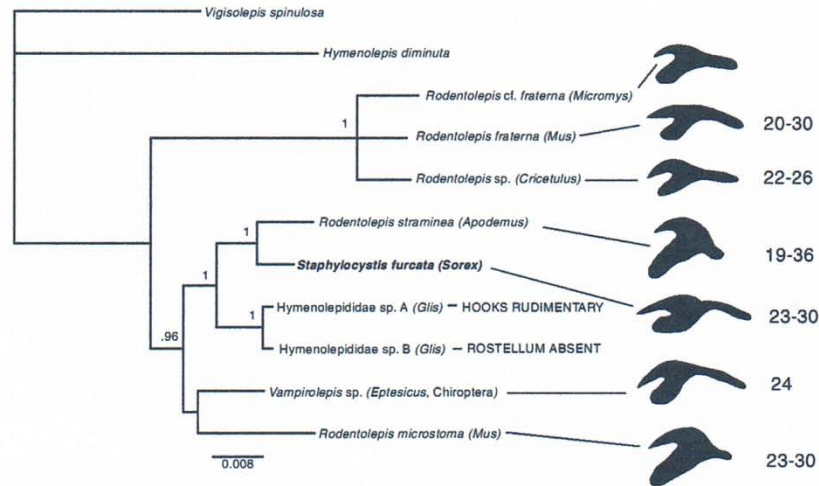 Vigisolepis spinulosa
Hymenolepis diminuta
Rodentolepis cf. fraterna (Micromys)
1
Rodentolepis fraterna (Mus)
20-30
Rodentolepis sp. (Cricetulus)
22-26
Rodentolepis straminea (Apodemus)
1
19-36
Staphylocystis furcata (Sorex)
1
Hymenolepididae sp. A (Glis) – HOOKS RUDIMENTARY
23-30
1
Hymenolepididae sp. B (Glis) – ROSTELLUM ABSENT
.96
Vampirolepis sp. (Eptesicus, Chiroptera)
24
Rodentolepis microstoma (Mus)
23-30
0.008